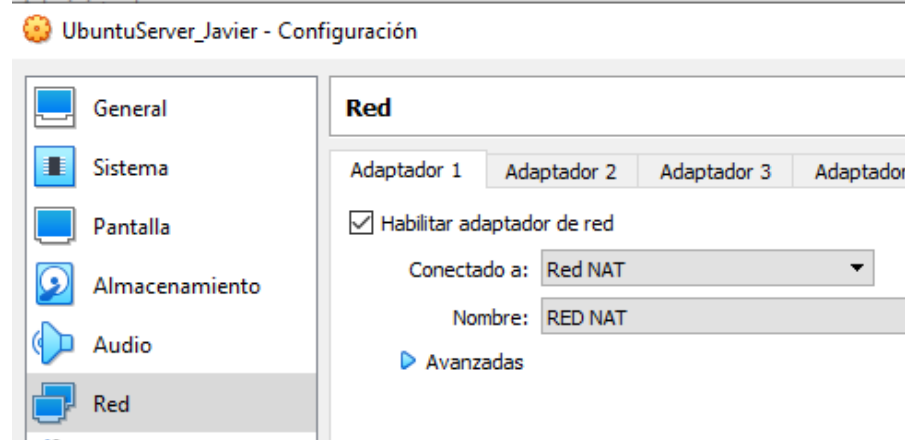 UbuntuServer_Javier - Configuración
General
Sistema
Pantalla
Almacenamiento
Audio
Red
Red
Adaptador 1 Adaptador 2 Adaptador 3 Adaptador
Habilitar adaptador de red
Conectado a: Red NAT
Nombre: RED NAT
Avanzadas